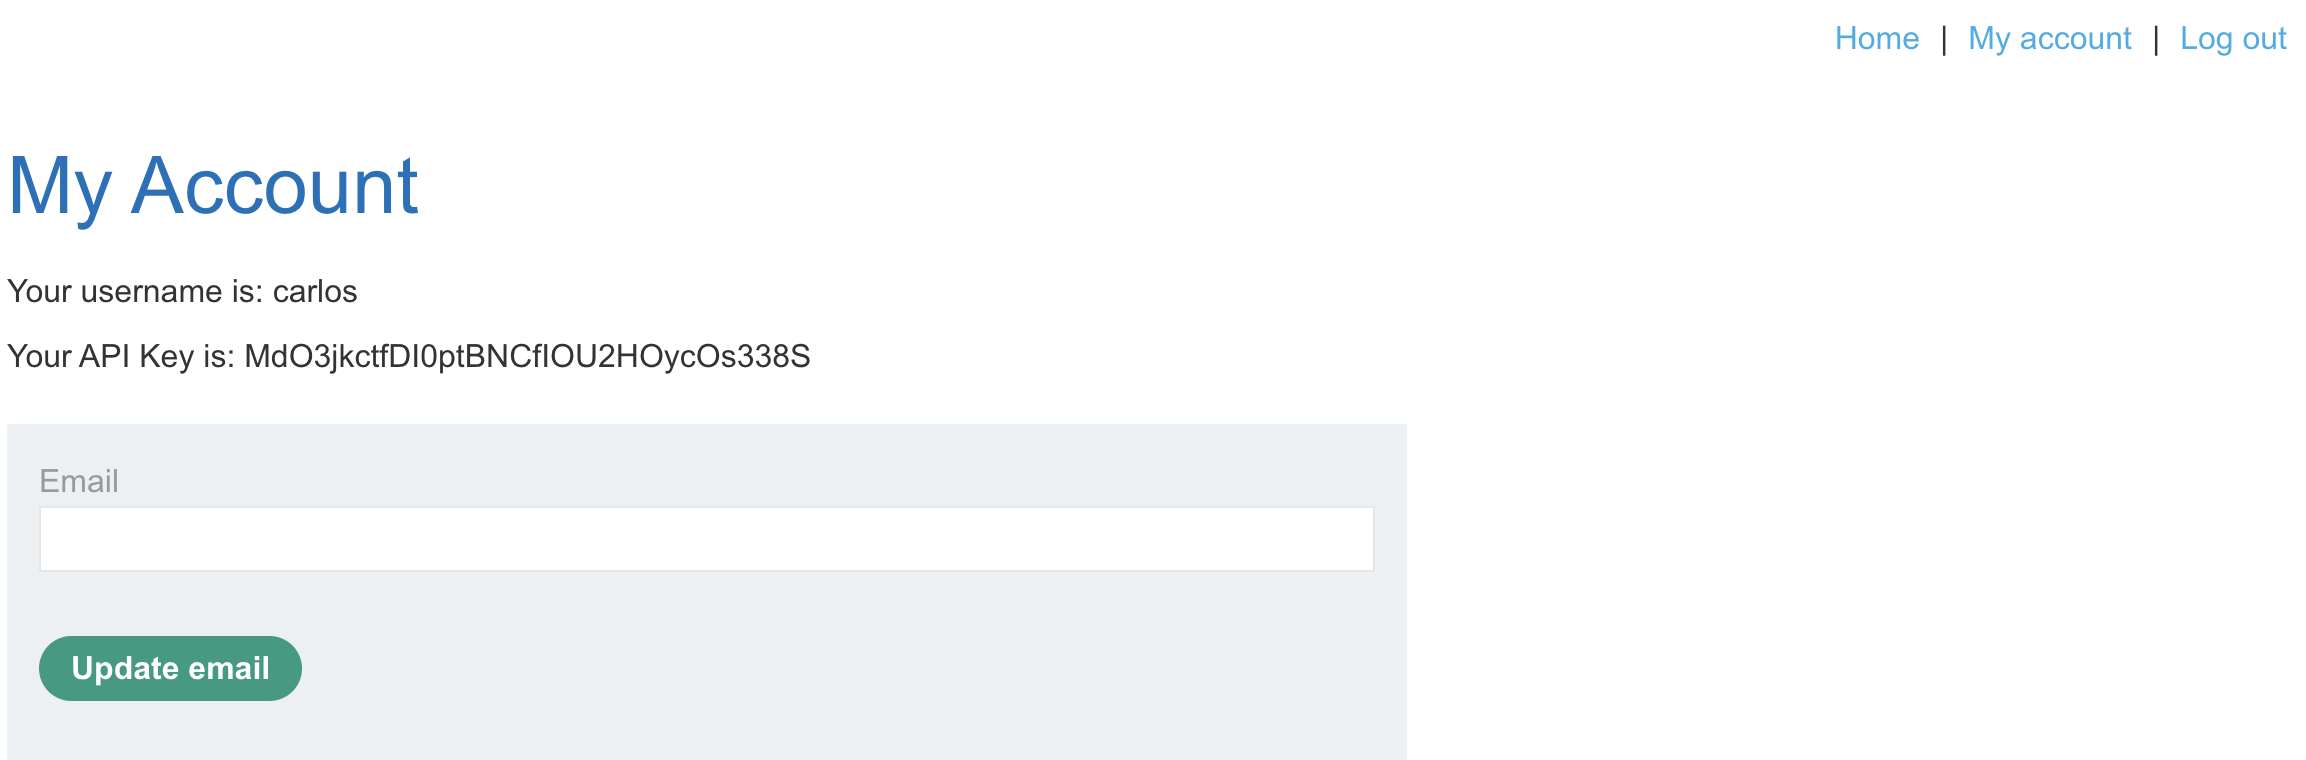 Home | My account | Log out
My Account
Your username is: carlos
Your API Key is: MdO3jkctfDI0ptBNCfIOU2HOycOs338S
Email
Update email